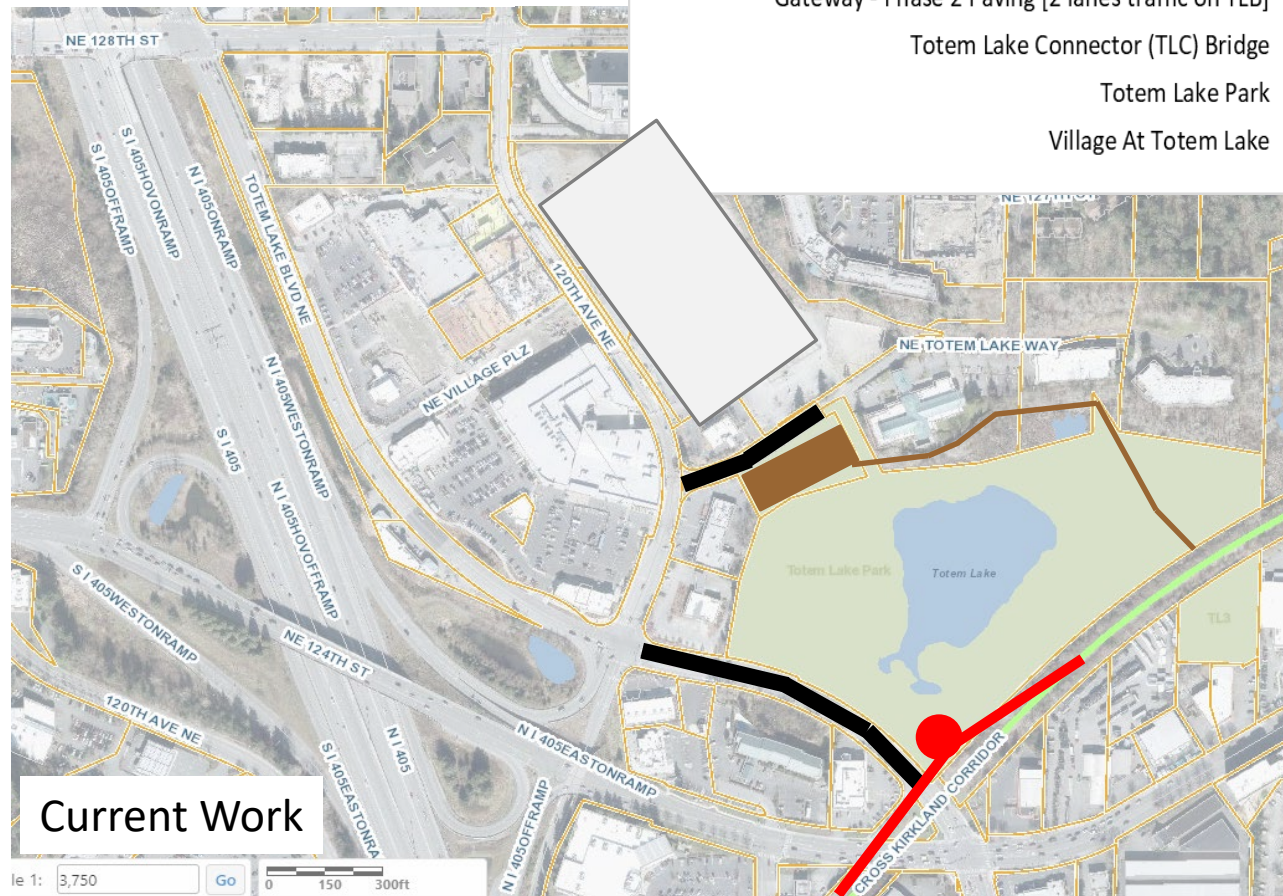 Gateway - Phase 2 Paving [2 lanes traffic on TLB]
Totem Lake Connector (TLC) Bridge
Totem Lake Park
Village At Totem Lake
NE 128TH ST
S I 405OFFRAMP
S I 405HOVONRAMP
N I 405ONRAMP
TOTEM LAKE BLVD NE
120TH AVE NE
NE TOTEM LAKE WAY
NE VILLAGE PLZ
N I 405WESTONRAMP
S I 405
N I 405HOVOFFRAMP
Totem Lake Park
Totem Lake
TL3
S I 405WESTONRAMP
NE 124TH ST
120TH AVE NE
N I 405
N I 405EASTONRAMP
S I 405EASTONRA
N I 405OFFRAMP
CROSS KIRKLAND CORRIDOR
Current Work
le 1: 3,750 Go 0 150 300ft